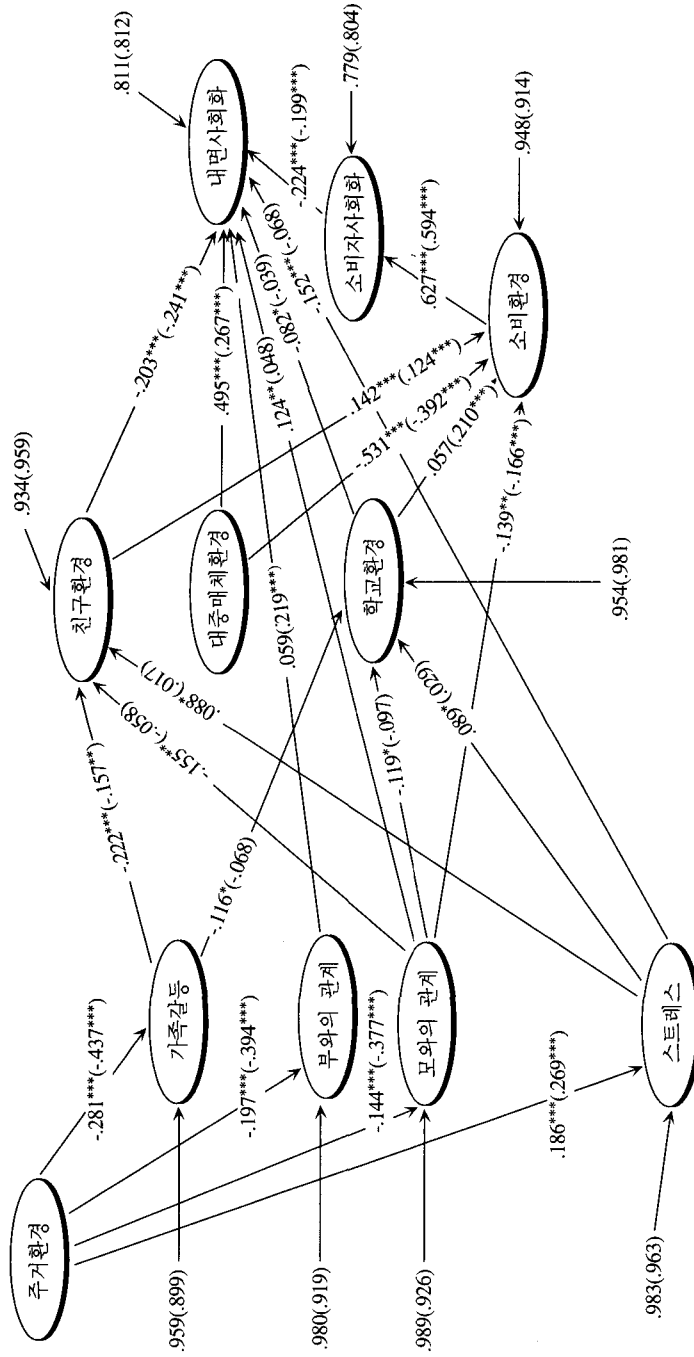 주거환경
가족갈등
부와의 관계
모와의 관계
스트레스
친구환경
대중매체환경
학교환경
내면사회화
소비자사회화
소비환경
.959(.899)
.980(.919)
.989(.926)
.983(.963)
.934(.959)
.954(.981)
.811(.812)
.779(.804)
.948(.914)
-.281***(-.437***)
-.197***(-.394***)
-.144***(-.377***)
.186***(.269***)
-.222***(-.157**)
-.116*(-.068)
-.155**(-.058)
.088*(.017)
.059(.219***)
-.119*(-.097)
.089*(.029)
-.203***(-.241***)
.495***(.267***)
.124**(.048)
-.082*(-.039)
-.152***(-.068)
-.224***(-.199***)
.142***(.124***)
-.531***(-.392***)
.057(.210***)
-.139**(-.166***)
.627***(.594***)